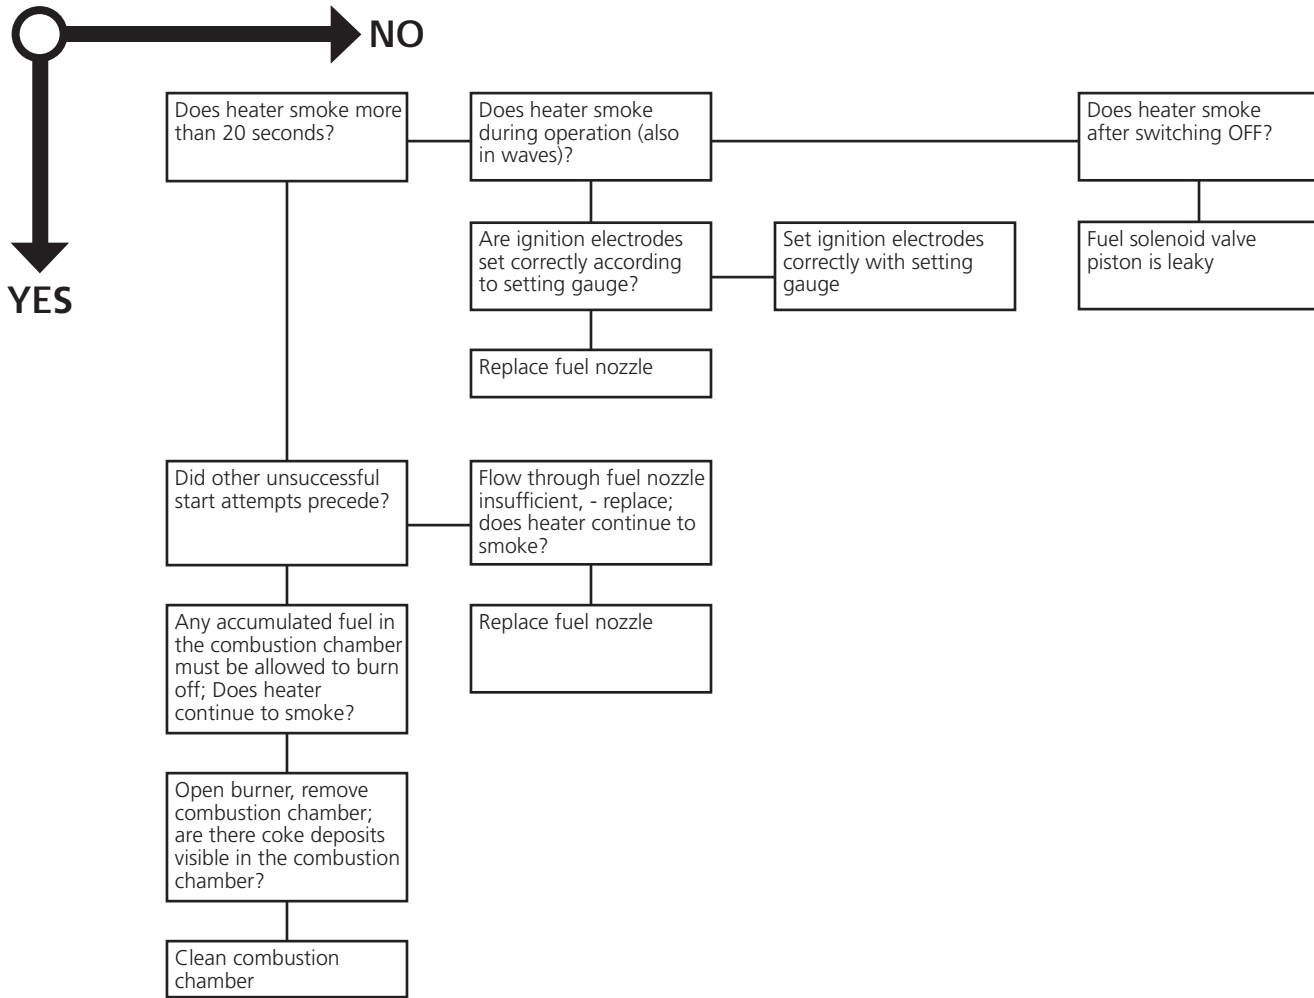 NO
YES
Does heater smoke more
than 20 seconds?
Does heater smoke
during operation (also
in waves)?
Does heater smoke
after switching OFF?
Are ignition electrodes
set correctly according
to setting gauge?
Set ignition electrodes
correctly with setting
gauge
Fuel solenoid valve
piston is leaky
Replace fuel nozzle
Did other unsuccessful
start attempts precede?
Flow through fuel nozzle
insufficient, - replace;
does heater continue to
smoke?
Any accumulated fuel in
the combustion chamber
must be allowed to burn
off; Does heater
continue to smoke?
Replace fuel nozzle
Open burner, remove
combustion chamber;
are there coke deposits
visible in the combustion
chamber?
Clean combustion
chamber